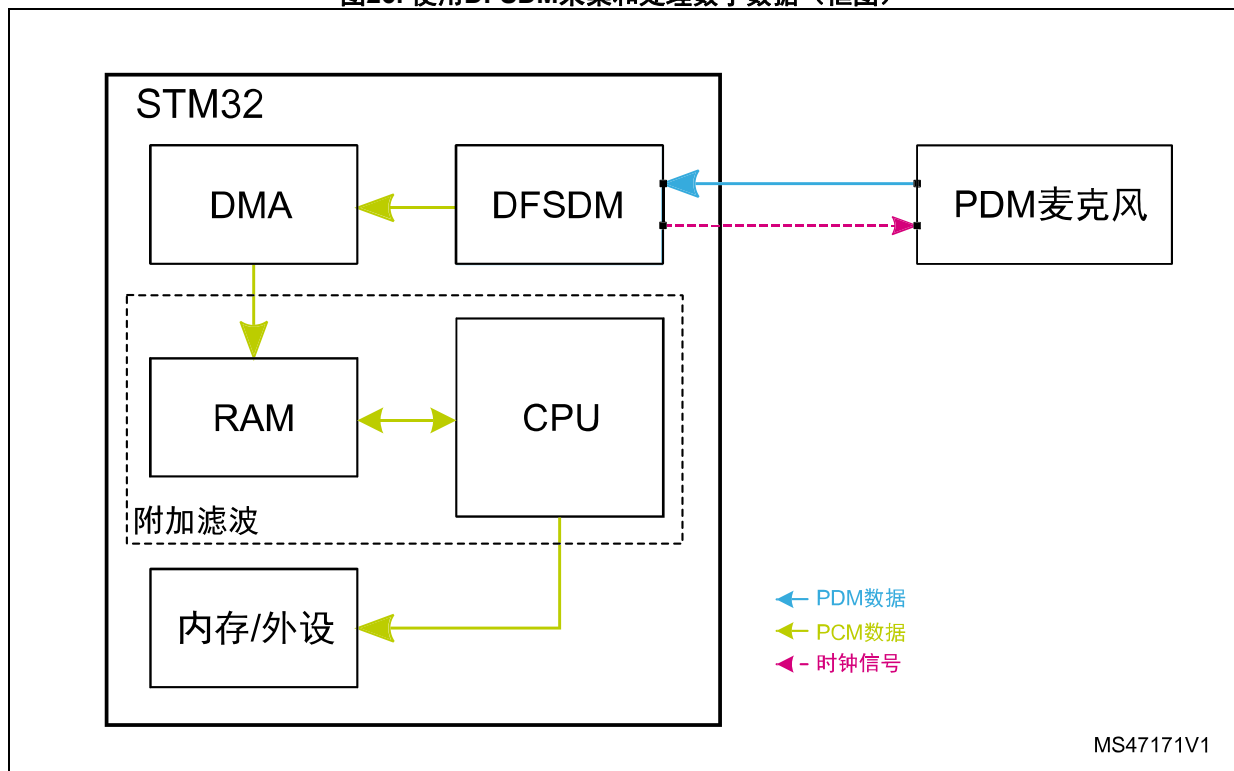 STM32
DMA
DFSDM
PDM麦克风
RAM
CPU
附加滤波
内存/外设
PDM数据
PCM数据
时钟信号
MS47171V1